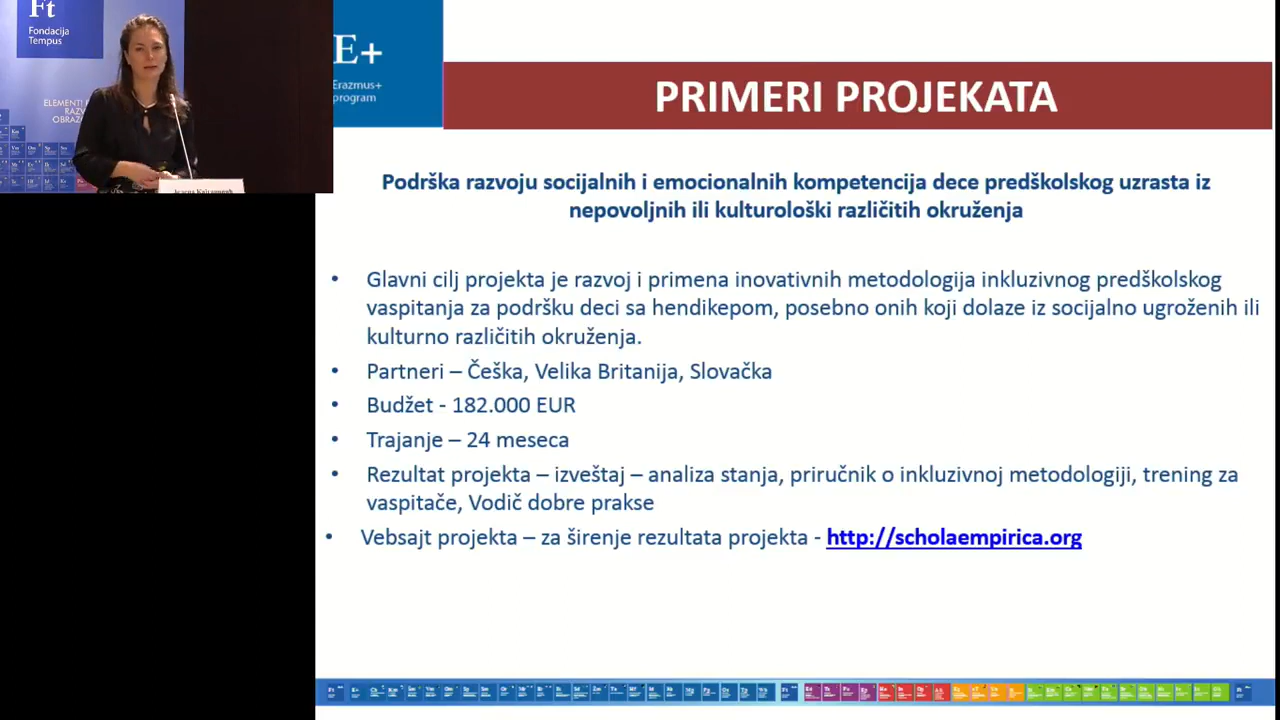 Ft
Fondacija
Tempus
ELEMENTI
RAZV
OBRAZO
E+
Erazmus+
program
PRIMERI PROJEKATA
Podrška razvoju socijalnih i emocionalnih kompetencija dece predškolskog uzrasta iz
nepovoljnih ili kulturološki različitih okruženja
• Glavni cilj projekta je razvoj i primena inovativnih metodologija inkluzivnog predškolskog
vaspitanja za podršku deci sa hendikepom, posebno onih koji dolaze iz socijalno ugroženih ili
kulturno različitih okruženja.
• Partneri – Češka, Velika Britanija, Slovačka
• Budžet - 182.000 EUR
• Trajanje – 24 meseca
• Rezultat projekta – izveštaj – analiza stanja, priručnik o inkluzivnoj metodologiji, trening za
vaspitače, Vodič dobre prakse
• Vebsajt projekta – za širenje rezultata projekta - http://scholaempirica.org